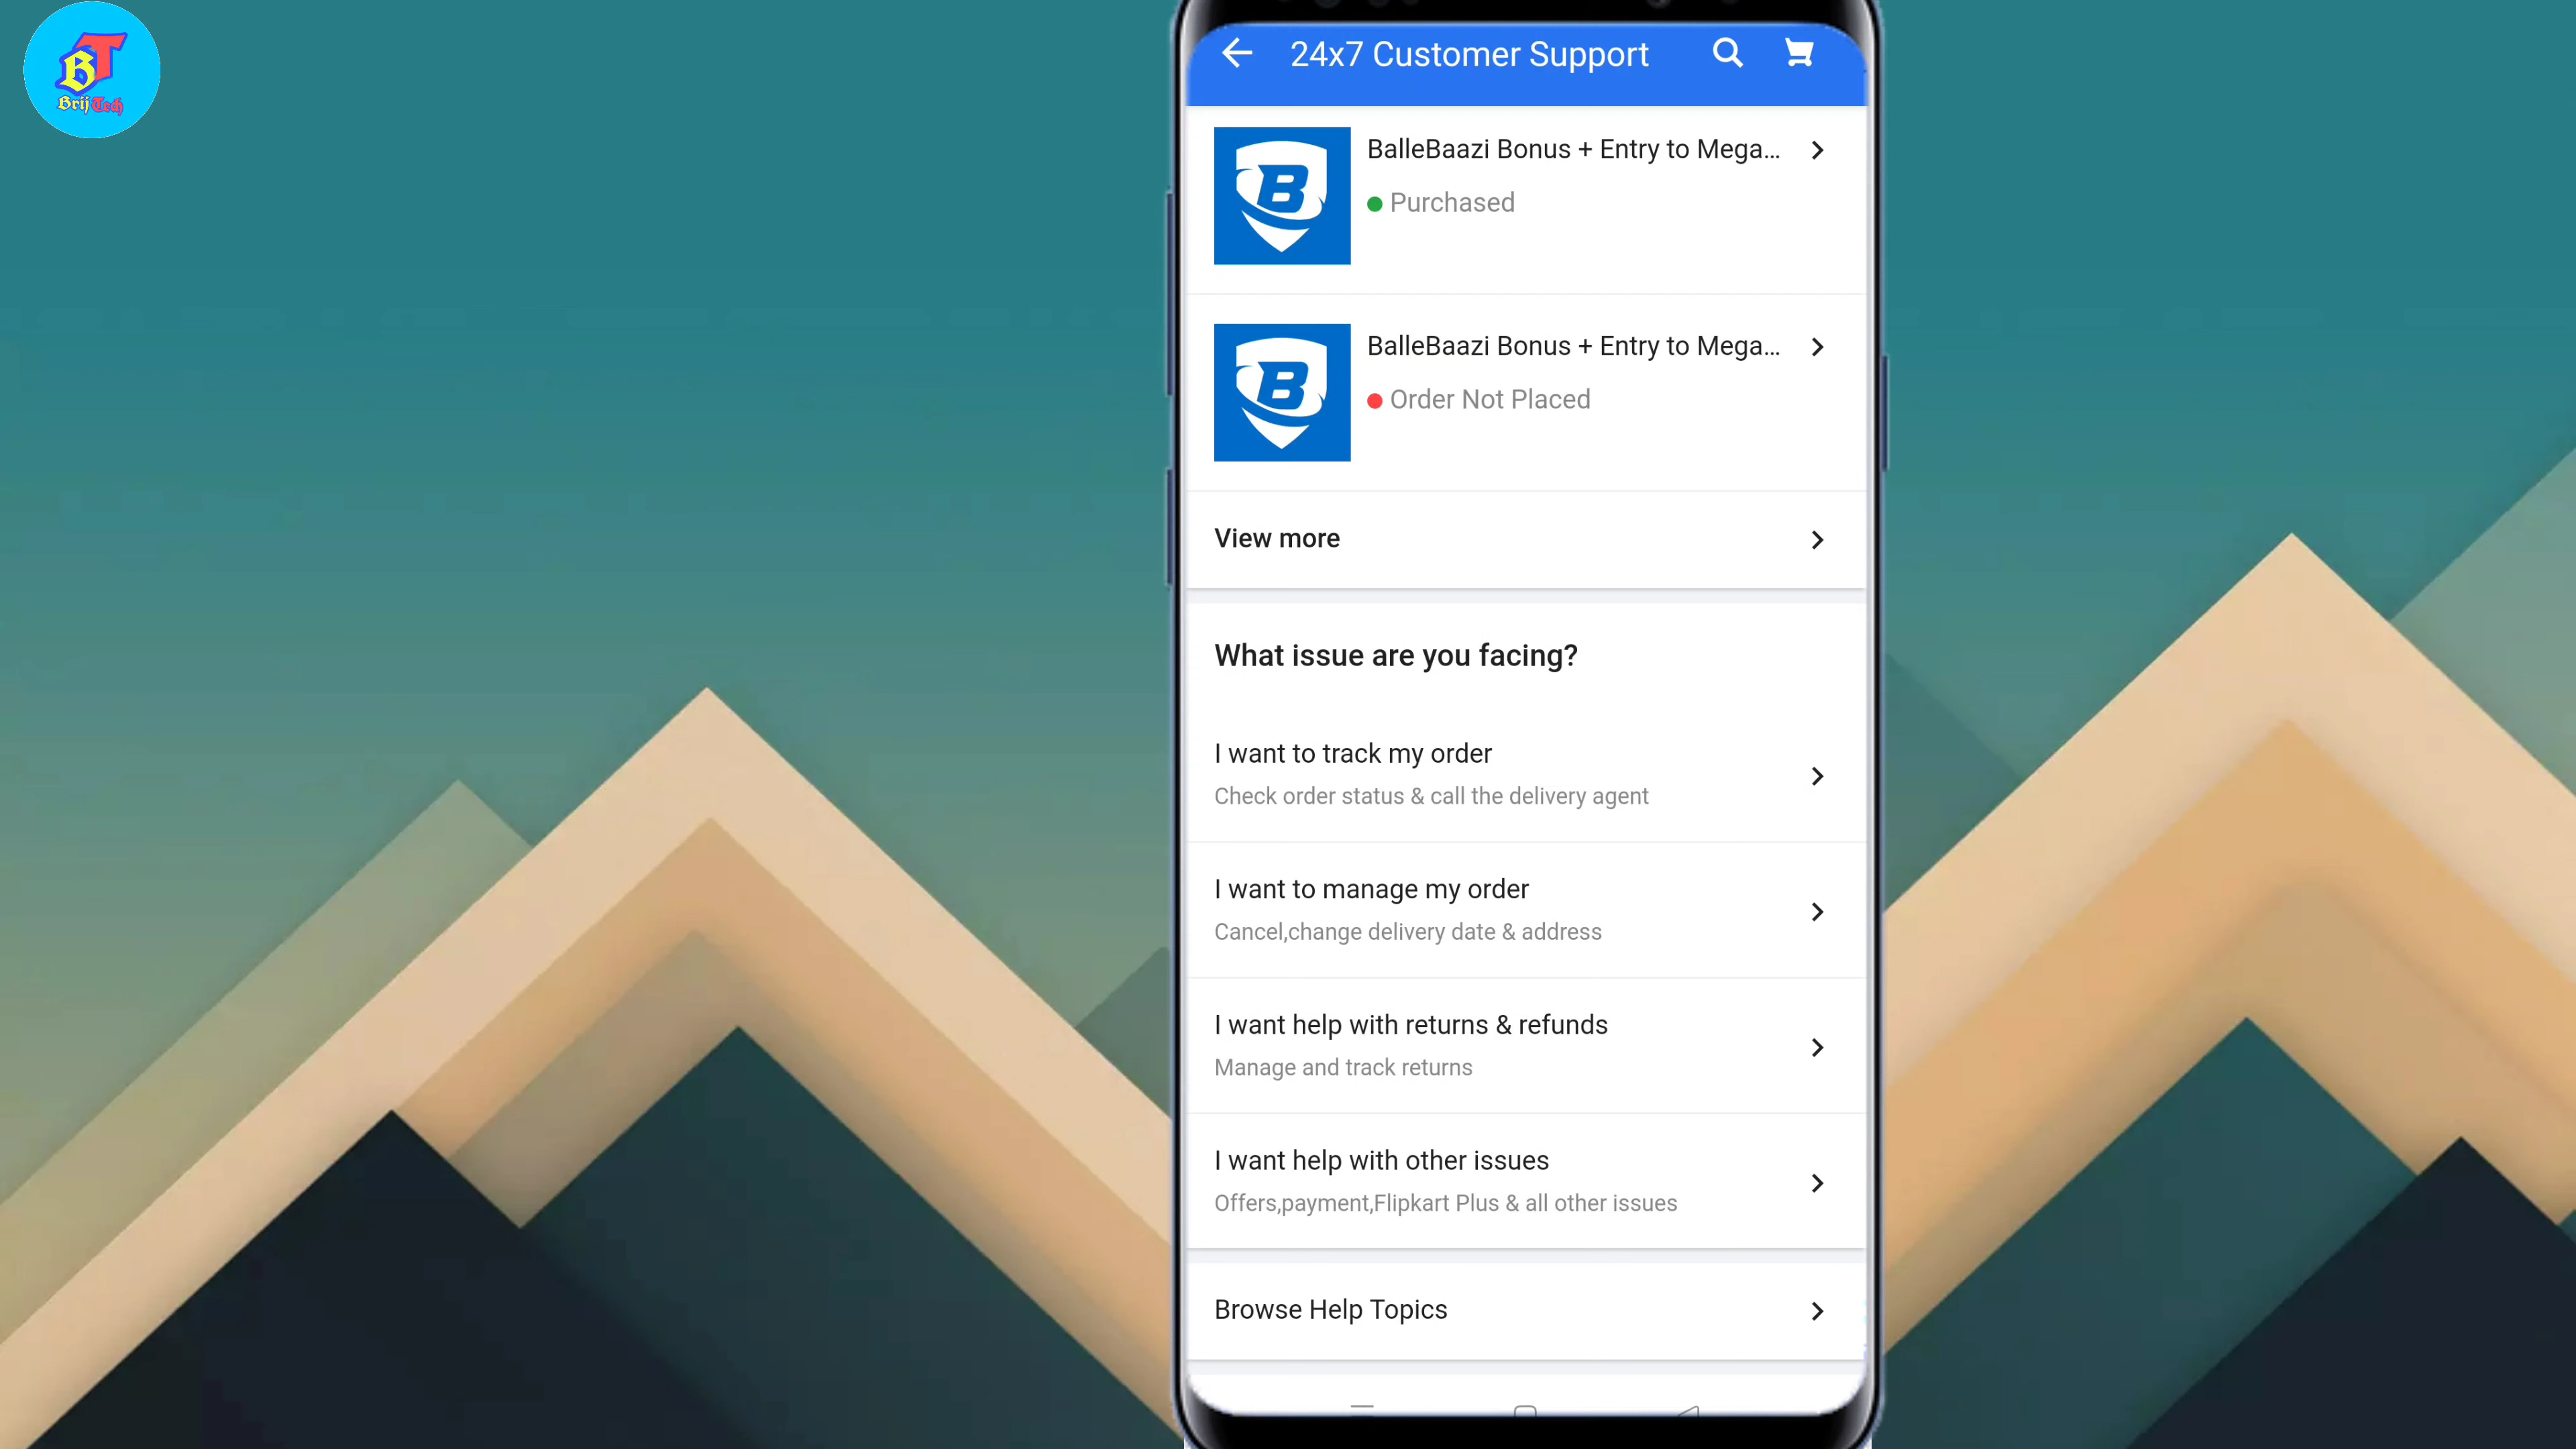 BT
Brij Tech
24x7 Customer Support
BalleBaazi Bonus + Entry to Mega...
Purchased
BalleBaazi Bonus + Entry to Mega...
Order Not Placed
View more
What issue are you facing?
I want to track my order
Check order status & call the delivery agent
I want to manage my order
Cancel,change delivery date & address
I want help with returns & refunds
Manage and track returns
I want help with other issues
Offers,payment,Flipkart Plus & all other issues
Browse Help Topics